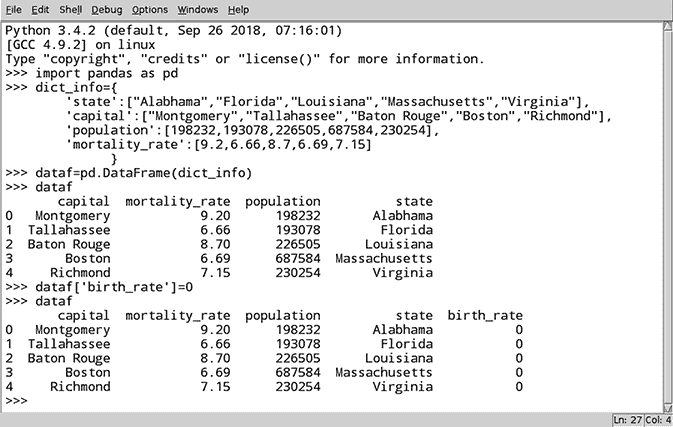 File Edit Shell Debug Options Windows Help
Python 3.4.2 (default, Sep 26 2018, 07:16:01)
[GCC 4.9.2] on linux
Type "copyright", "credits" or "license()" for more information.
>>> import pandas as pd
>>> dict_info={
        'state':["Alabhama","Florida","Louisiana","Massachusetts","Virginia"],
        'capital':["Montgomery","Tallahassee","Baton Rouge","Boston","Richmond"],
        'population':[198232,193078,226505,687584,230254],
        'mortality_rate':[9.2,6.66,8.7,6.69,7.15]
              }
>>> dataf=pd.DataFrame(dict_info)
>>> dataf
       capital  mortality_rate  population          state
0   Montgomery            9.20      198232       Alabhama
1  Tallahassee            6.66      193078        Florida
2  Baton Rouge            8.70      226505      Louisiana
3       Boston            6.69      687584  Massachusetts
4     Richmond            7.15      230254       Virginia
>>> dataf['birth_rate']=0
>>> dataf
       capital  mortality_rate  population          state  birth_rate
0   Montgomery            9.20      198232       Alabhama           0
1  Tallahassee            6.66      193078        Florida           0
2  Baton Rouge            8.70      226505      Louisiana           0
3       Boston            6.69      687584  Massachusetts           0
4     Richmond            7.15      230254       Virginia           0
>>>
Ln: 27 Col: 4